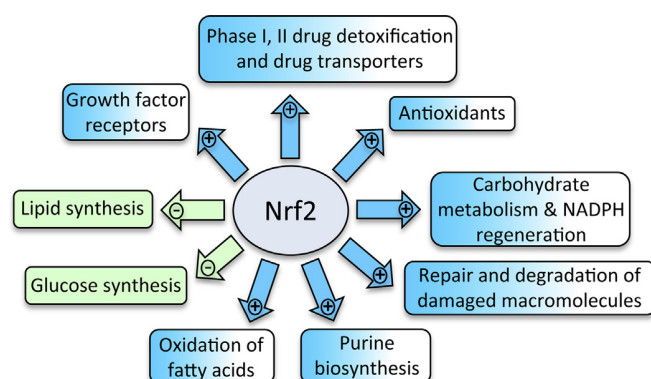 Phase I, II drug detoxification
and drug transporters
Growth factor
receptors
+
+
+
Antioxidants
Lipid synthesis
-
Nrf2
+
Carbohydrate
metabolism & NADPH
regeneration
Glucose synthesis
-
+
Repair and degradation of
damaged macromolecules
+
+
Oxidation of
fatty acids
Purine
biosynthesis